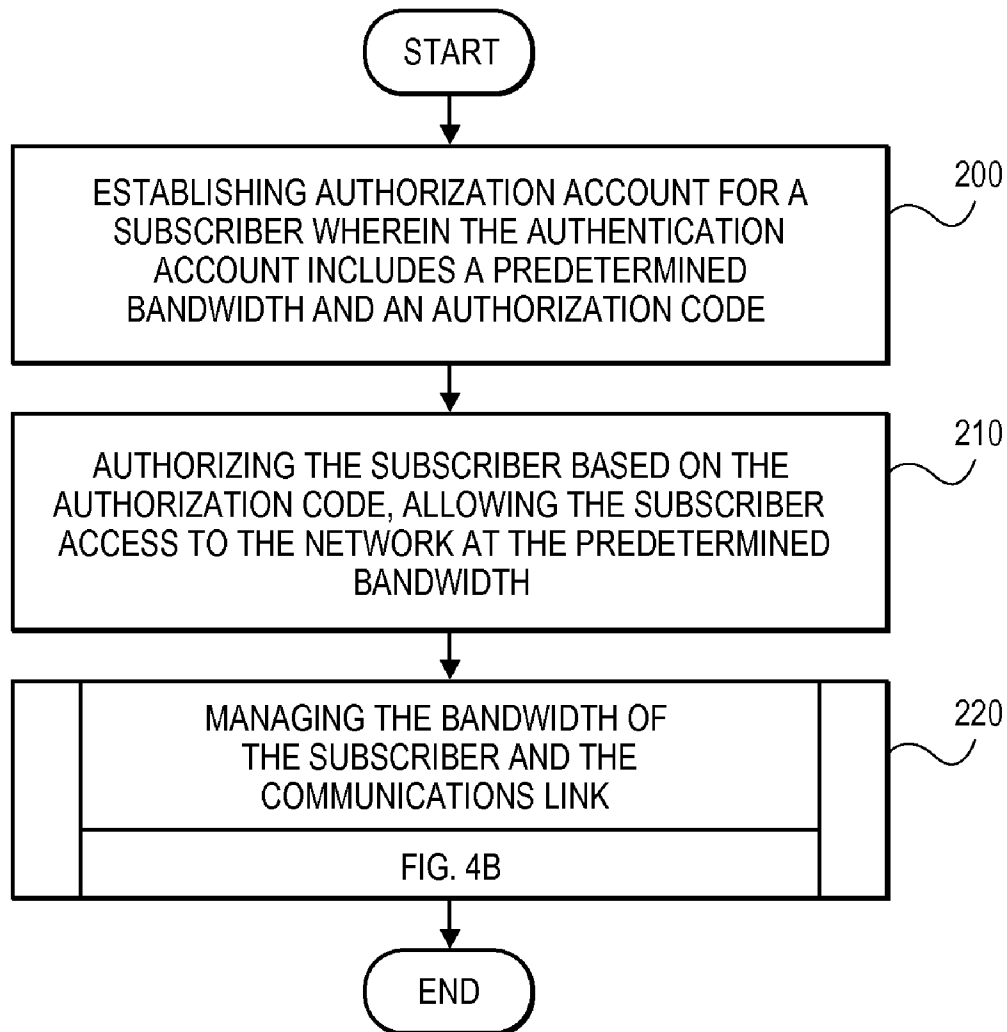 START
ESTABLISHING AUTHORIZATION ACCOUNT FOR A
SUBSCRIBER WHEREIN THE AUTHENTICATION
ACCOUNT INCLUDES A PREDETERMINED
BANDWIDTH AND AN AUTHORIZATION CODE
200
AUTHORIZING THE SUBSCRIBER BASED ON THE
AUTHORIZATION CODE, ALLOWING THE SUBSCRIBER
ACCESS TO THE NETWORK AT THE PREDETERMINED
BANDWIDTH
210
MANAGING THE BANDWIDTH OF
THE SUBSCRIBER AND THE
COMMUNICATIONS LINK
220
FIG. 4B
END